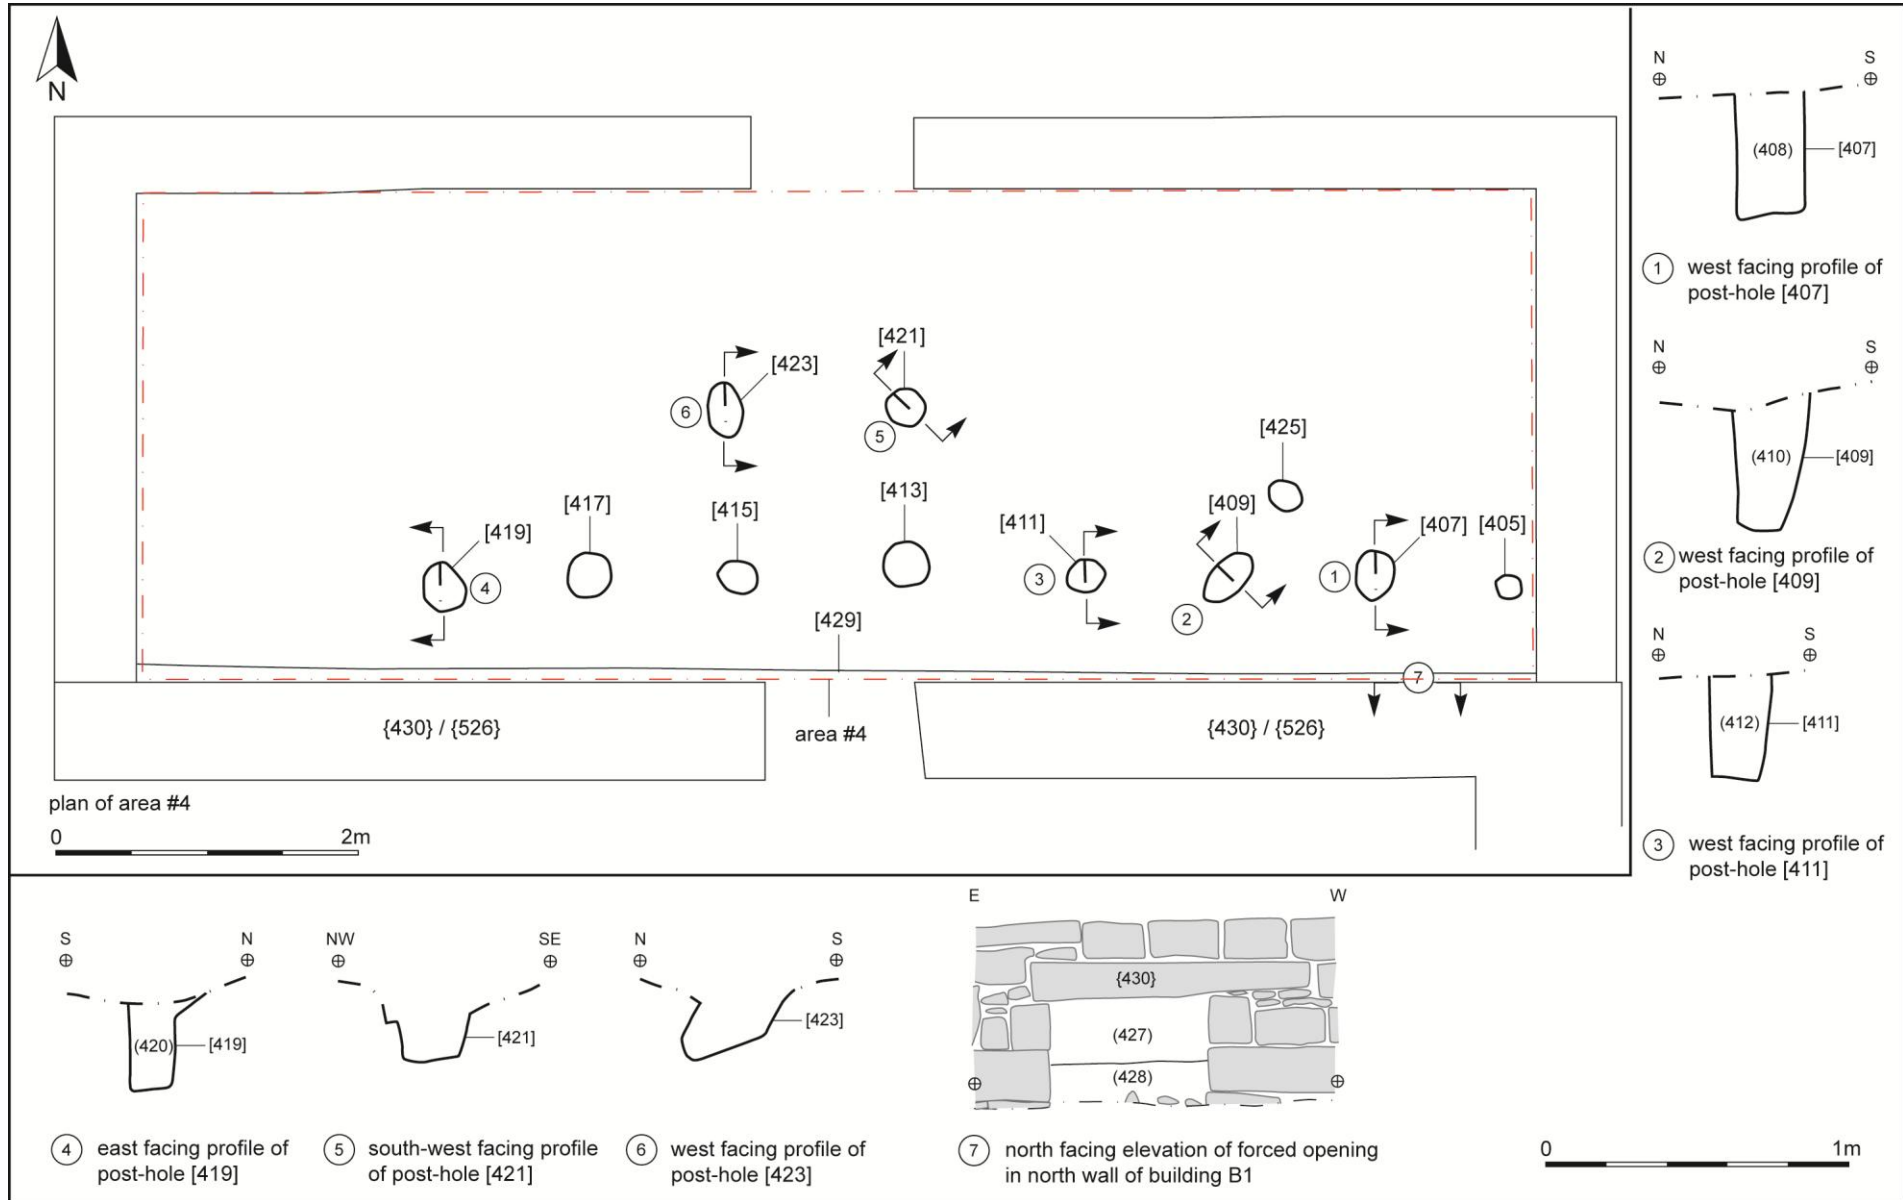 N
[423]
[421]
6
5
[425]
[419]
[417]
[415]
[413]
[411]
[409]
[407]
[405]
4
3
2
1
[429]
7
{430} / {526}
area #4
{430} / {526}
plan of area #4
0
2m
N
S
(408)
[407]
1
west facing profile of
post-hole [407]
N
S
(410)
[409]
2
west facing profile of
post-hole [409]
N
S
(412)
[411]
3
west facing profile of
post-hole [411]
S
N
(420)
[419]
4
east facing profile of
post-hole [419]
NW
SE
[421]
5
south-west facing profile
of post-hole [421]
N
S
[423]
6
west facing profile of
post-hole [423]
E
W
{430}
(427)
(428)
7
north facing elevation of forced opening
in north wall of building B1
0
1m